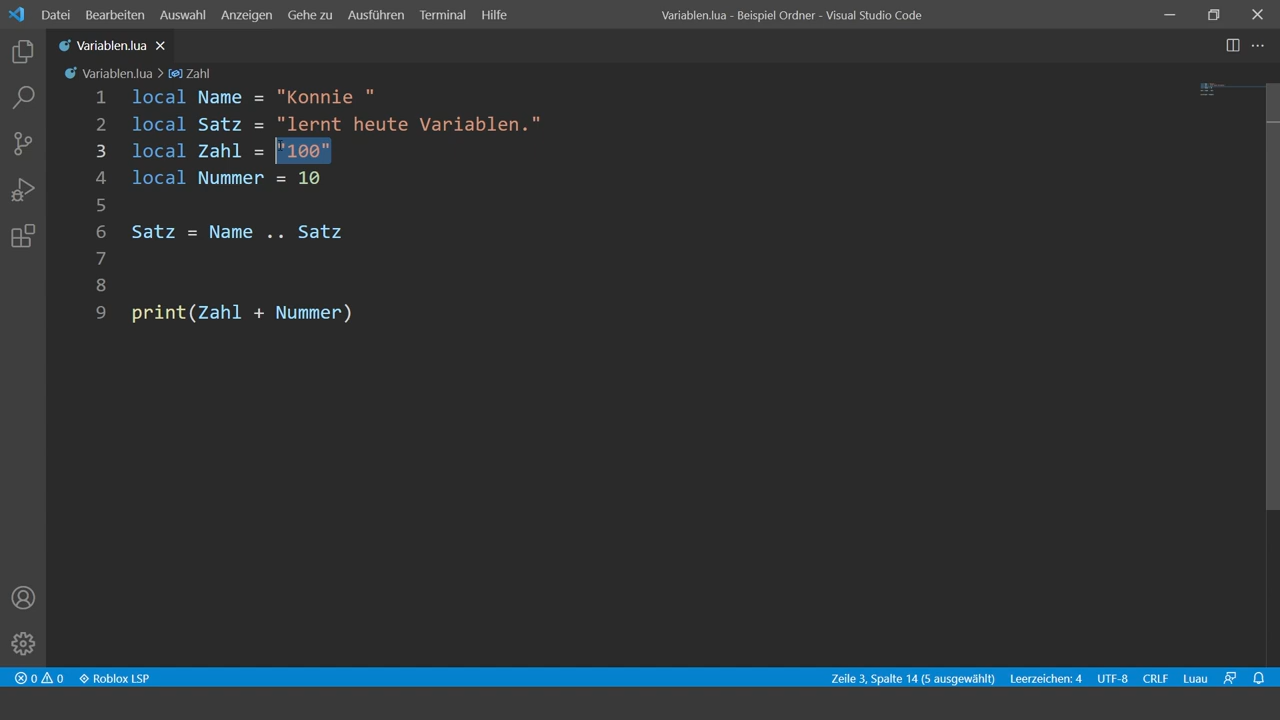 Datei Bearbeiten Auswahl Anzeigen Gehe zu Ausführen Terminal Hilfe Variablen.lua - Beispiel Ordner - Visual Studio Code
Variablen.lua
Variablen.lua > Zahl
1 local Name = "Konnie "
2 local Satz = "lernt heute Variablen."
3 local Zahl = "100"
4 local Nummer = 10
5
6 Satz = Name .. Satz
7
8
9 print(Zahl + Nummer)
0 0 Roblox LSP Zeile 3, Spalte 14 (5 ausgewählt) Leerzeichen: 4 UTF-8 CRLF Luau